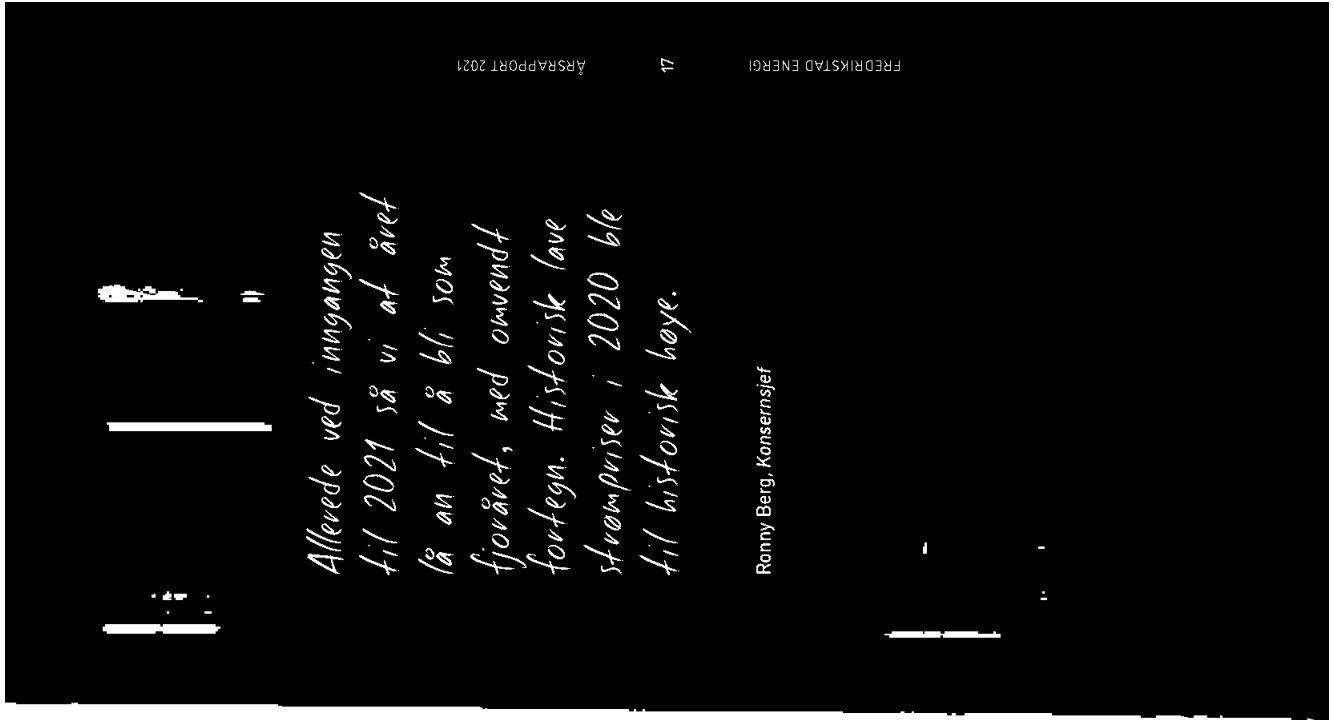 ÅRSRAPPORT 2021
17
FREDRIKSTAD ENERGI
Allerede ved inngangen
til 2021 så vi at året
lå an til å bli som
fjoråret, med omvendt
fortegn. Historisk lave
strømpriser i 2020 ble
til historisk høye.
Ronny Berg, Konsernsjef